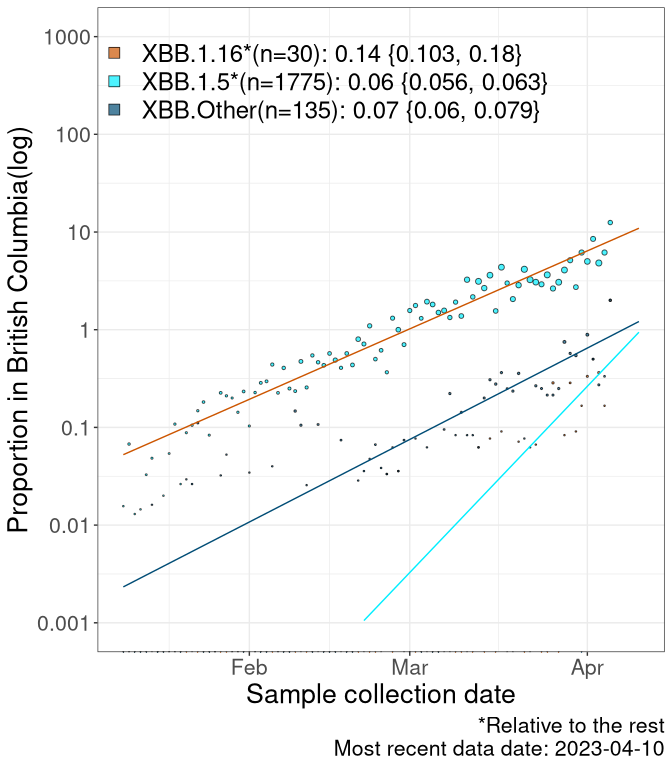 XBB.1.16*(n=30): 0.14 {0.103, 0.18}
XBB.1.5*(n=1775): 0.06 {0.056, 0.063}
XBB.Other(n=135): 0.07 {0.06, 0.079}
Proportion in British Columbia(log)
1000
100
10
1
0.1
0.01
0.001
Feb Mar Apr
Sample collection date
*Relative to the rest
Most recent data date: 2023-04-10